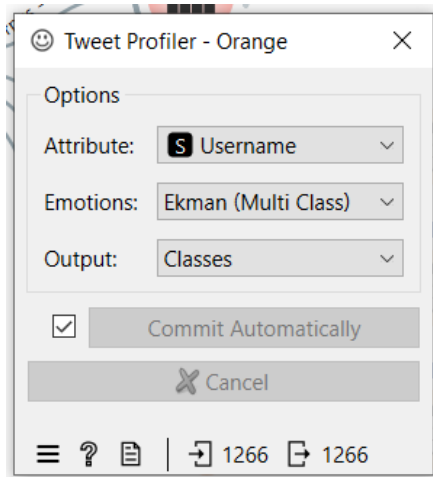 Tweet Profiler - Orange
Options
Attribute: S Username
Emotions: Ekman (Multi Class)
Output: Classes
Commit Automatically
Cancel
? 1266 1266